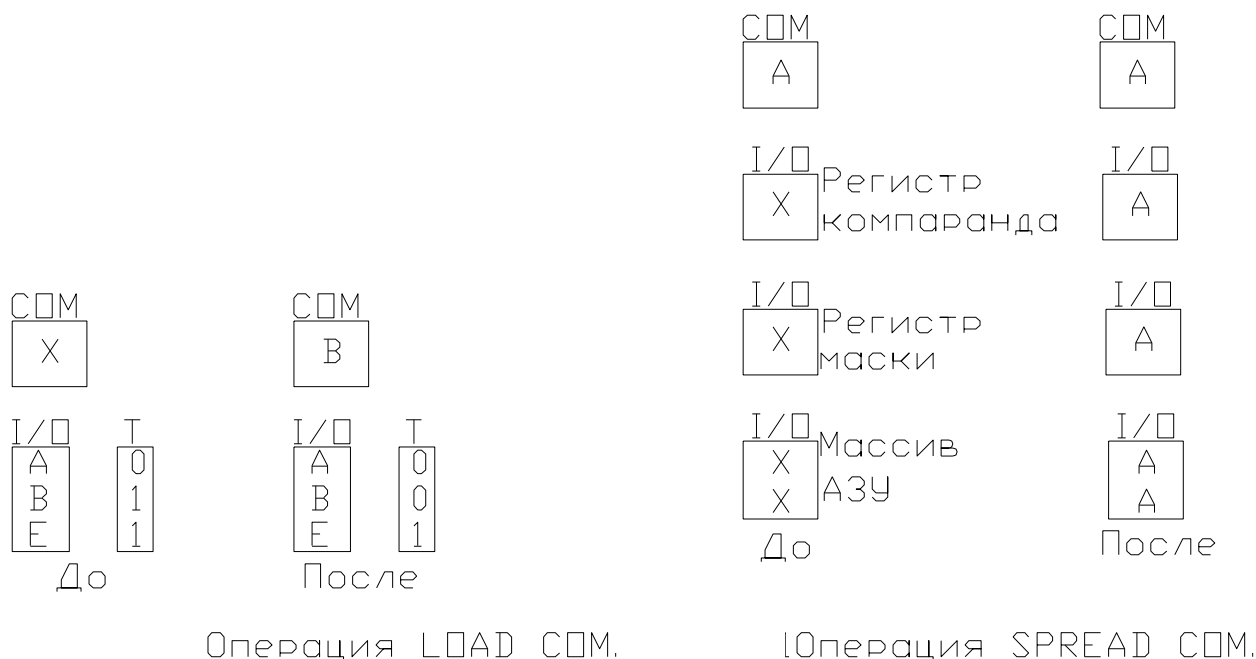 COM
X
I/O T
A 0
B 1
E 1
До
COM
B
I/O T
A 0
B 0
E 1
После
Операция LOAD COM.
COM
A
I/O
X
Регистр
компаранда
I/O
X
Регистр
маски
I/O
X
X
Массив
АЗУ
До
COM
A
I/O
A
I/O
A
I/O
A
A
После
Операция SPREAD COM.